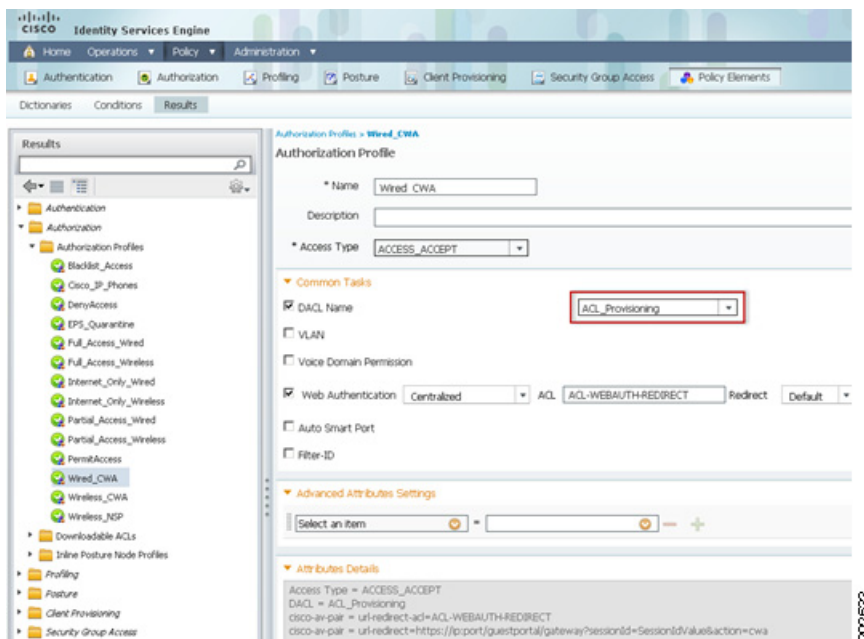 CISCO Identity Services Engine
Home Operations Policy Administration
Authentication Authorization Profiling Posture Client Provisioning Security Group Access Policy Elements
Dictionaries Conditions Results
Results
Authentication
Authorization
Authorization Profiles
Blacklist_Access
Cisco_IP_Phones
DenyAccess
EPS_Quarantine
Full_Access_Wired
Full_Access_Wireless
Internet_Only_Wired
Internet_Only_Wireless
Partial_Access_Wired
Partial_Access_Wireless
PermitAccess
Wired_CWA
Wireless_CWA
Wireless_NSP
Downloadable ACLs
Inline Posture Node Profiles
Profiling
Posture
Client Provisioning
Security Group Access
Authorization Profiles > Wired_CWA
Authorization Profile
* Name Wired_CWA
Description
* Access Type ACCESS_ACCEPT
Common Tasks
DACL Name ACL_Provisioning
VLAN
Voice Domain Permission
Web Authentication Centralized ACL ACL-WEBAUTH-REDIRECT Redirect Default
Auto Smart Port
Filter-ID
Advanced Attributes Settings
Select an item =
Attributes Details
Access Type = ACCESS_ACCEPT
DACL = ACL_Provisioning
cisco-av-pair = url-redirect-acl=ACL-WEBAUTH-REDIRECT
cisco-av-pair = url-redirect=https://ip:port/guestportal/gateway?sessionId=SessionIdValue&action=cwa